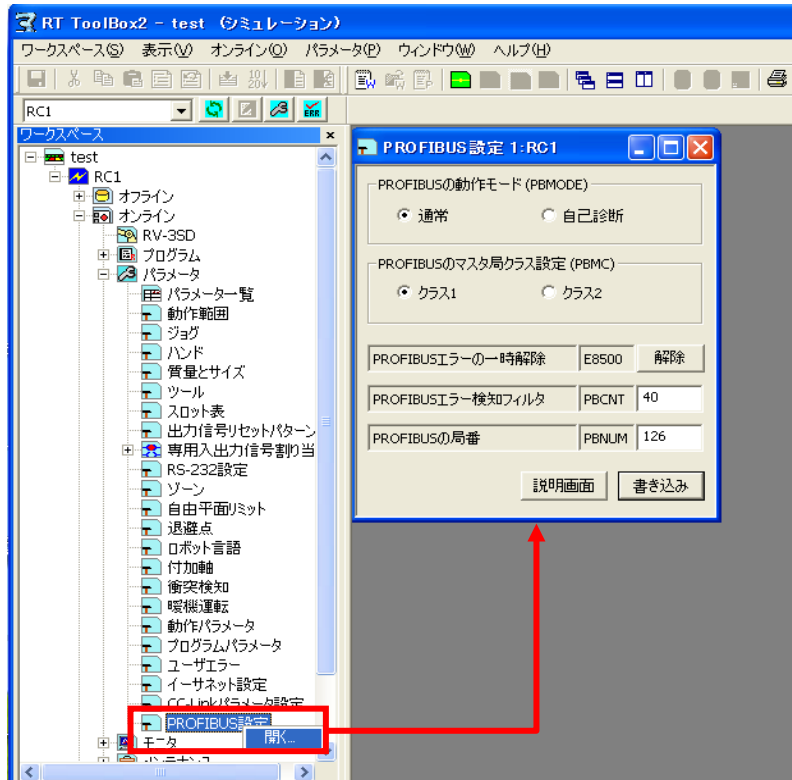 RT ToolBox2 - test （シミュレーション）
ワークスペース(S) 表示(V) オンライン(O) パラメータ(P) ウィンドウ(W) ヘルプ(H)
RC1
ERR
ワークスペース
test
RC1
オフライン
オンライン
RV-3SD
プログラム
パラメータ
パラメータ一覧
動作範囲
ジョグ
ハンド
質量とサイズ
ツール
スロット表
出力信号リセットパターン
専用入出力信号割り当
RS-232設定
ゾーン
自由平面リミット
退避点
ロボット言語
付加軸
衝突検知
暖機運転
動作パラメータ
プログラムパラメータ
ユーザエラー
イーサネット設定
CC-Linkパラメータ設定
PROFIBUS設定
開く...
モニタ
メンテナンス
PROFIBUS設定 1:RC1
PROFIBUSの動作モード (PBMODE)
通常 自己診断
PROFIBUSのマスタ局クラス設定 (PBMC)
クラス1 クラス2
PROFIBUSエラーの一時解除 E8500 解除
PROFIBUSエラー検知フィルタ PBCNT 40
PROFIBUSの局番 PBNUM 126
説明画面 書き込み